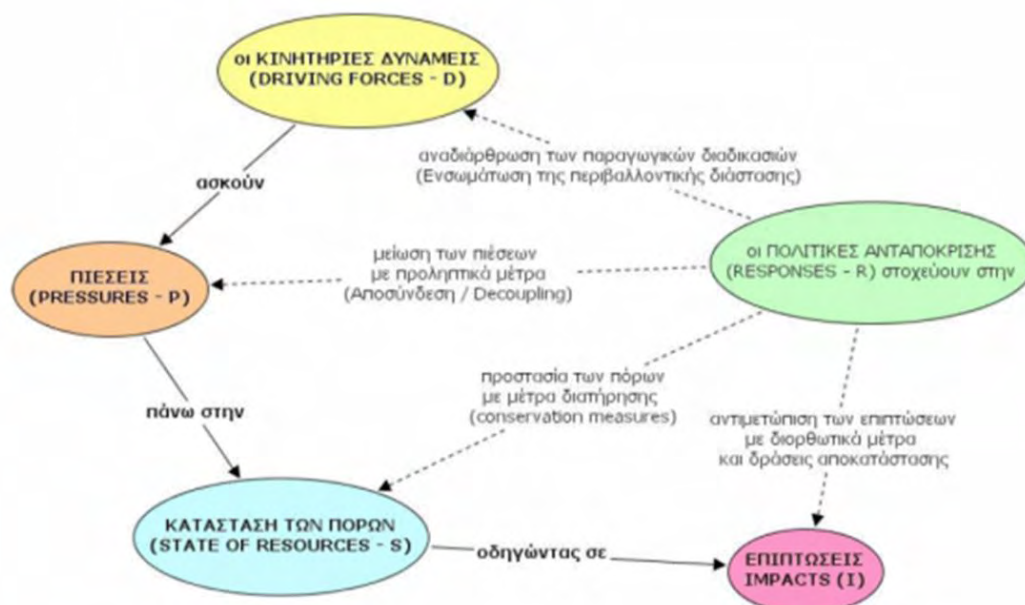 οι ΚΙΝΗΤΗΡΙΕΣ ΔΥΝΑΜΕΙΣ
(DRIVING FORCES - D)
αναδιάρθρωση των παραγωγικών διαδικασιών
(Ενσωμάτωση της περιβαλλοντικής διάστασης)
ασκούν
οι ΠΟΛΙΤΙΚΕΣ ΑΝΤΑΠΟΚΡΙΣΗΣ
(RESPONSES - R) στοχεύουν στην
μείωση των πιέσεων
με προληπτικά μέτρα
(Αποσύνδεση / Decoupling)
ΠΙΕΣΕΙΣ
(PRESSURES - P)
προστασία των πόρων
με μέτρα διατήρησης
(conservation measures)
πάνω στην
αντιμετώπιση των επιπτώσεων
με διορθωτικά μέτρα
και δράσεις αποκατάστασης
ΚΑΤΑΣΤΑΣΗ ΤΩΝ ΠΟΡΩΝ
(STATE OF RESOURCES - S)
οδηγώντας σε
ΕΠΙΠΤΩΣΕΙΣ
IMPACTS (I)